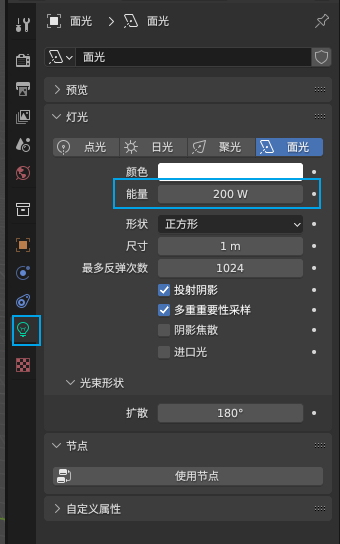 面光 面光
面光
预览
灯光
点光 日光 聚光 面光
颜色
能量 200 W
形状 正方形
尺寸 1 m
最多反弹次数 1024
投射阴影
多重重要性采样
阴影焦散
进口光
光束形状
扩散 180°
节点
使用节点
自定义属性